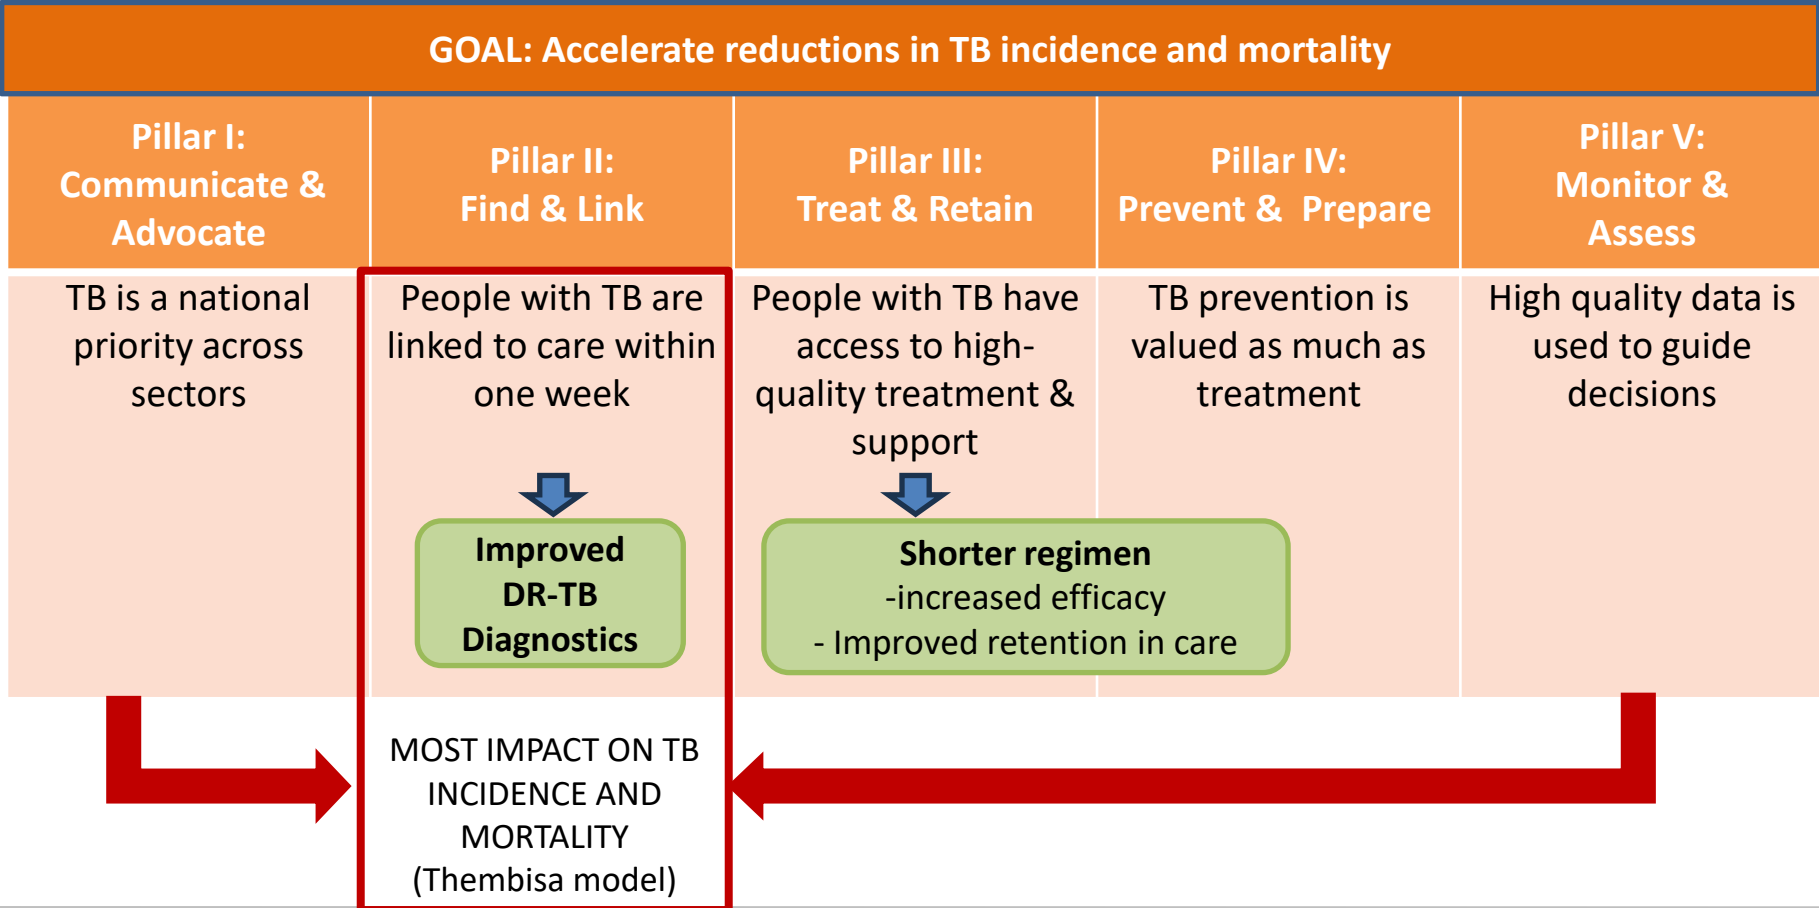 GOAL: Accelerate reductions in TB incidence and mortality
Pillar I:
Communicate &
Advocate
Pillar II:
Find & Link
Pillar III:
Treat & Retain
Pillar IV:
Prevent & Prepare
Pillar V:
Monitor &
Assess
TB is a national
priority across
sectors
People with TB are
linked to care within
one week
People with TB have
access to high-
quality treatment &
support
TB prevention is
valued as much as
treatment
High quality data is
used to guide
decisions
Improved
DR-TB
Diagnostics
Shorter regimen
-increased efficacy
- Improved retention in care
MOST IMPACT ON TB
INCIDENCE AND
MORTALITY
(Thembisa model)